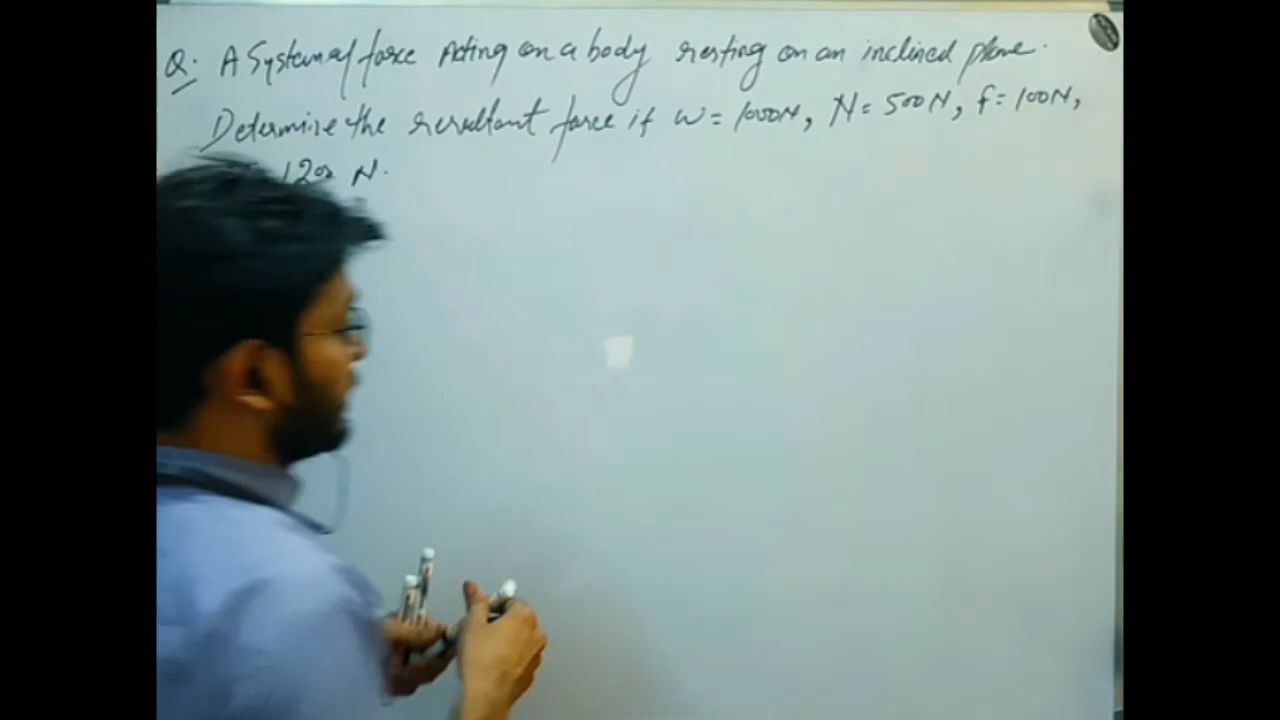 Q. A System of force Acting on a body resting on an inclined plane.
Determine the resultant force if W = 1000N, N = 500N, f = 100N,
1200 N.